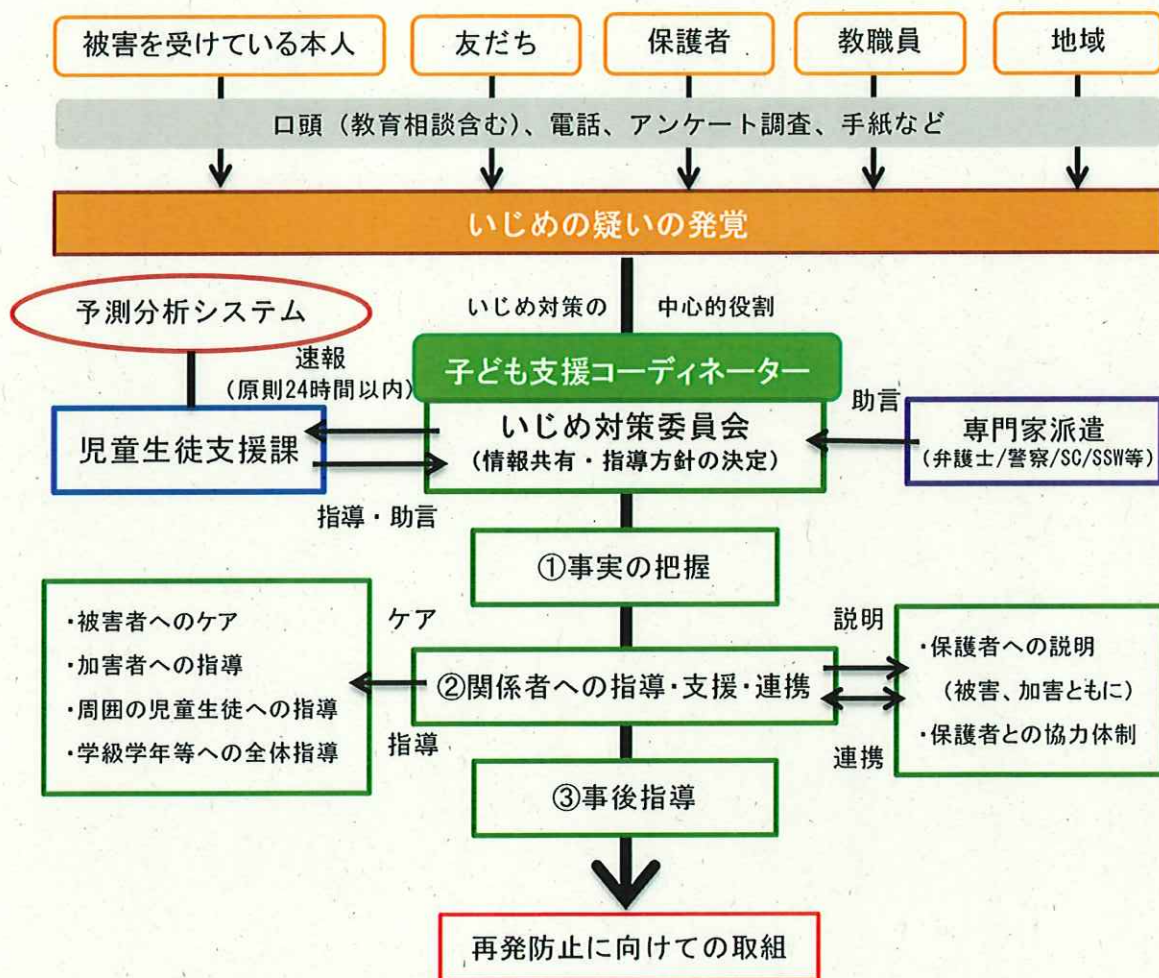 被害を受けている本人
友だち
保護者
教職員
地域
口頭（教育相談含む）、電話、アンケート調査、手紙など
いじめの疑いの発覚
予測分析システム
いじめ対策の 中心的役割
子ども支援コーディネーター
速報
(原則24時間以内)
児童生徒支援課
指導・助言
いじめ対策委員会
(情報共有・指導方針の決定)
助言
専門家派遣
(弁護士/警察/SC/SSW等)
①事実の把握
・被害者へのケア
・加害者への指導
・周囲の児童生徒への指導
・学級学年等への全体指導
ケア
指導
②関係者への指導・支援・連携
説明
連携
・保護者への説明
(被害、加害ともに)
・保護者との協力体制
③事後指導
再発防止に向けての取組